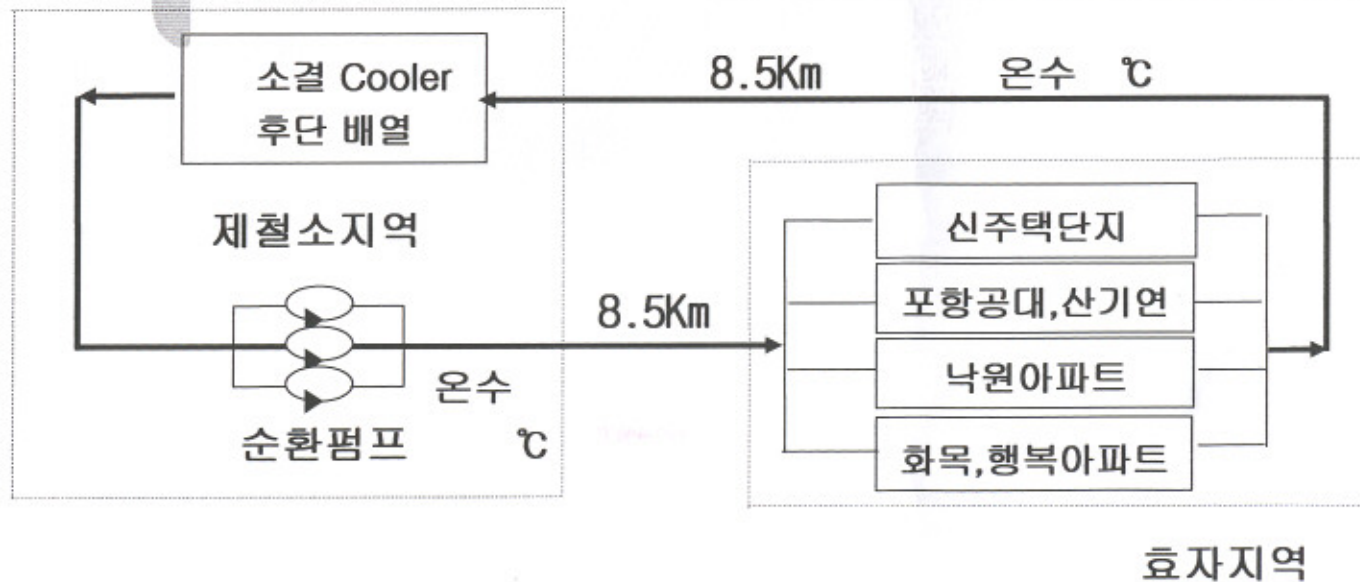 소결 Cooler
후단 배열
8.5Km
온수 ℃
제철소지역
신주택단지
포항공대,산기연
8.5Km
낙원아파트
온수
순환펌프
℃
화목,행복아파트
효자지역